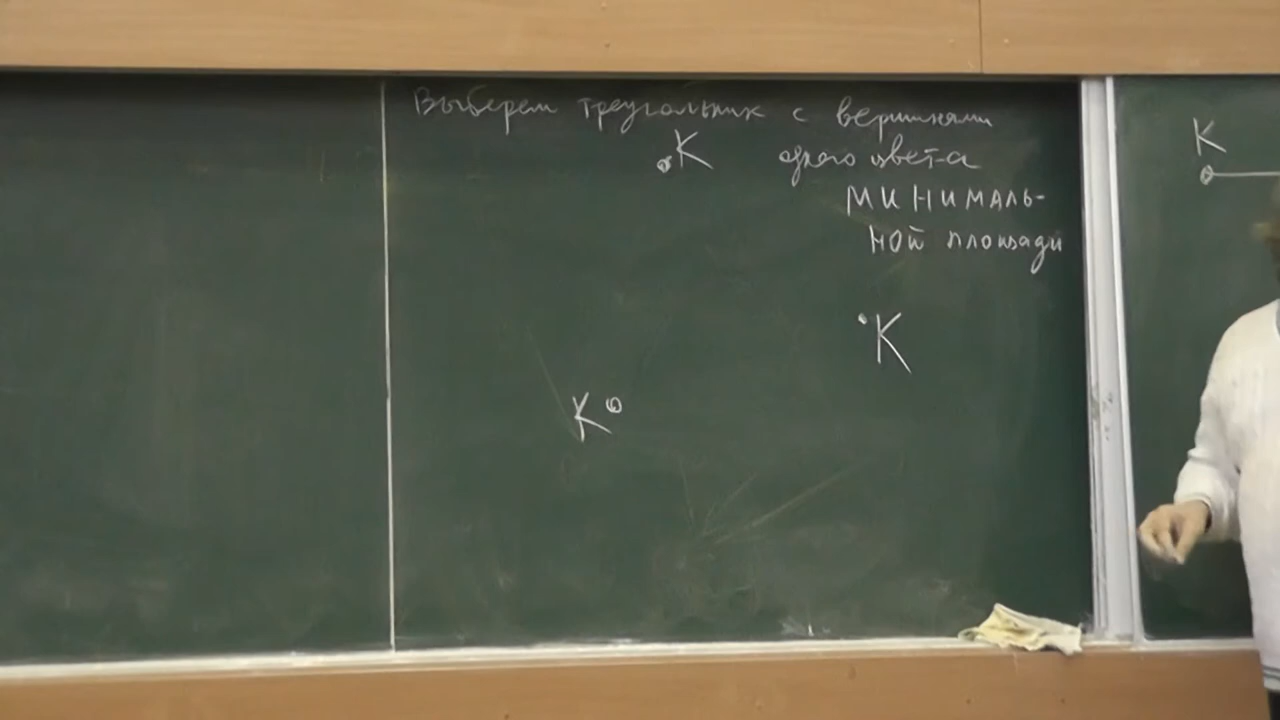 Выберем треугольник с вершинами
одного цвета
минималь-
ной площади
К
К
К
К